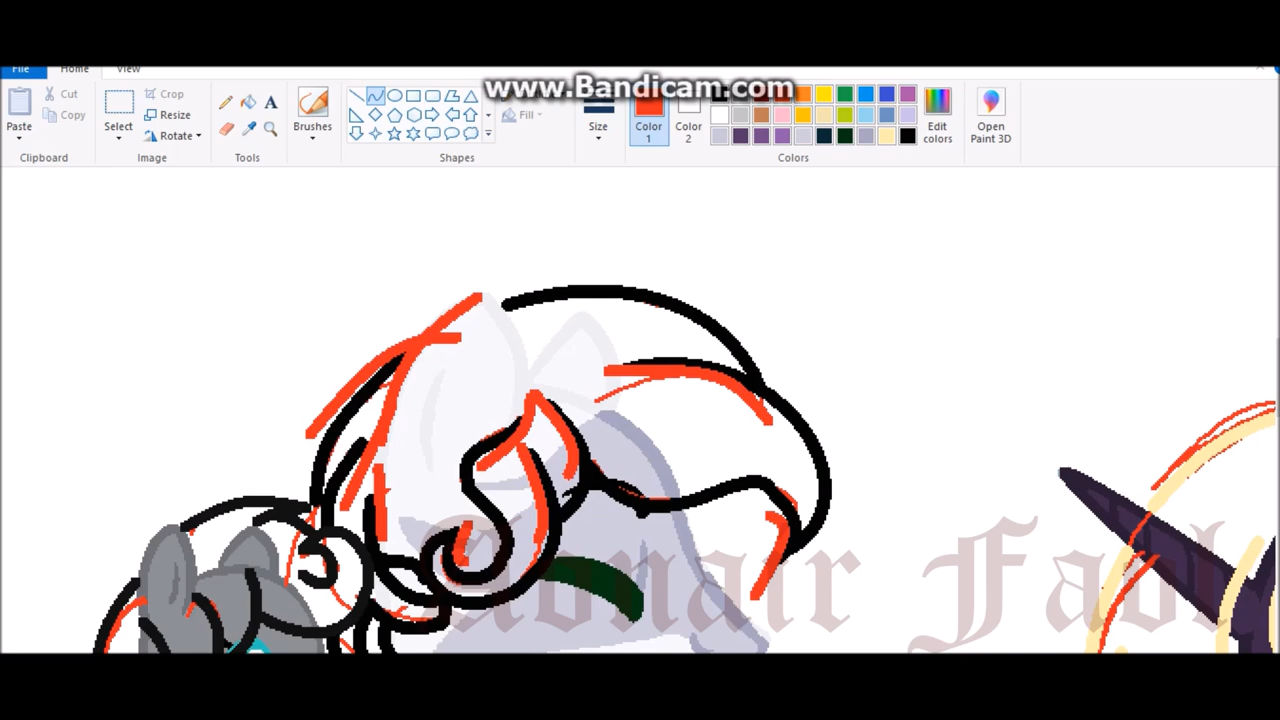 www.Bandicam.com
File Home View
Paste
Cut
Copy
Clipboard
Select
Crop
Resize
Rotate
Image
A
Tools
Brushes
Fill
Shapes
Size
Color 1
Color 2
Edit colors
Colors
Open Paint 3D